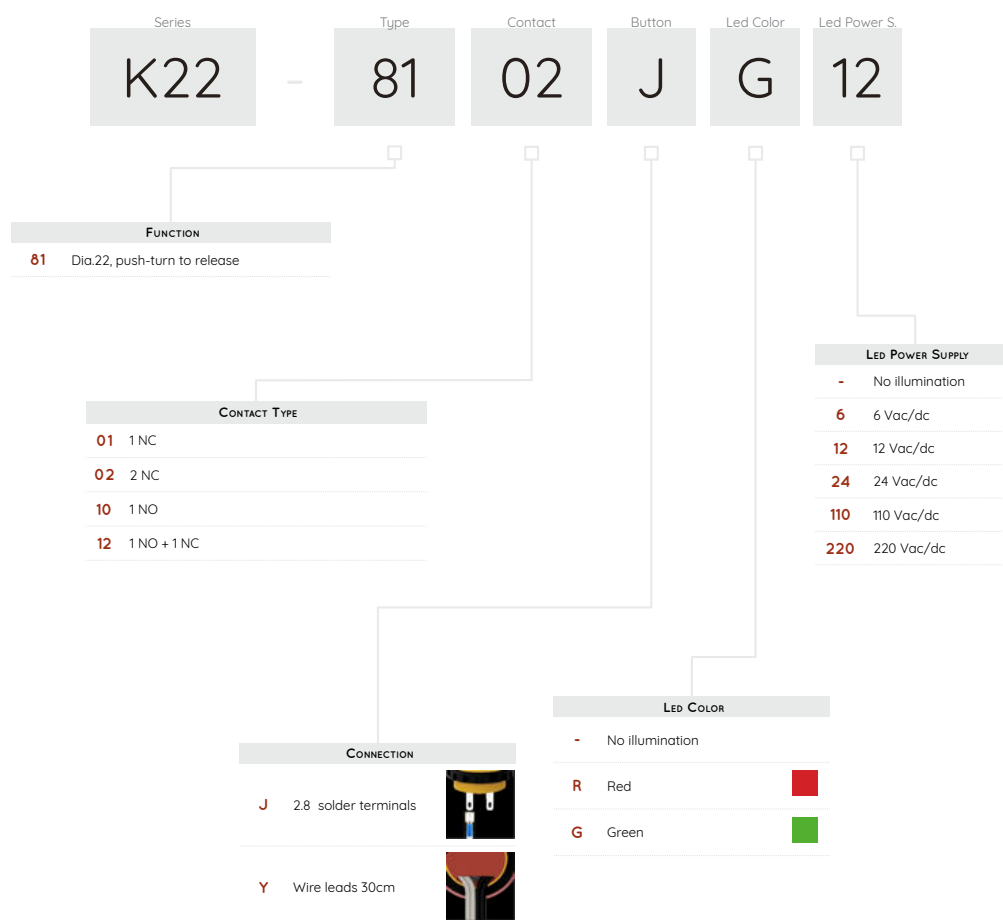 Series Type Contact Button Led Color Led Power S.
K22 - 81 02 J G 12
Function
81 Dia.22, push-turn to release
Contact Type
01 1 NC
02 2 NC
10 1 NO
12 1 NO + 1 NC
Led Power Supply
- No illumination
6 6 Vac/dc
12 12 Vac/dc
24 24 Vac/dc
110 110 Vac/dc
220 220 Vac/dc
Connection
J 2.8 solder terminals
Y Wire leads 30cm
Led Color
- No illumination
R Red
G Green